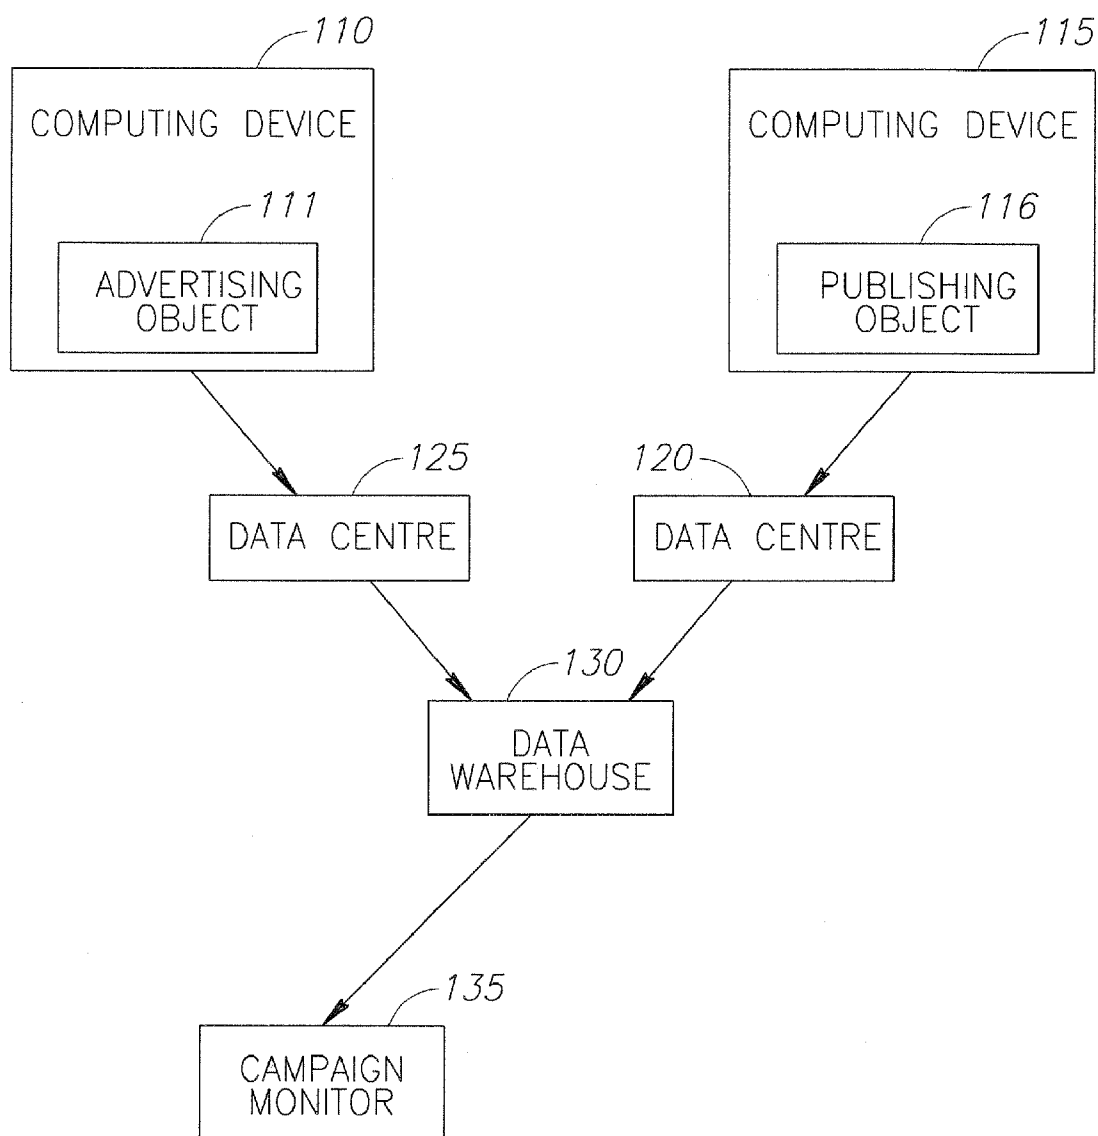 110
115
COMPUTING DEVICE
COMPUTING DEVICE
111
116
ADVERTISING
OBJECT
PUBLISHING
OBJECT
125
120
DATA CENTRE
DATA CENTRE
130
DATA
WAREHOUSE
135
CAMPAIGN
MONITOR